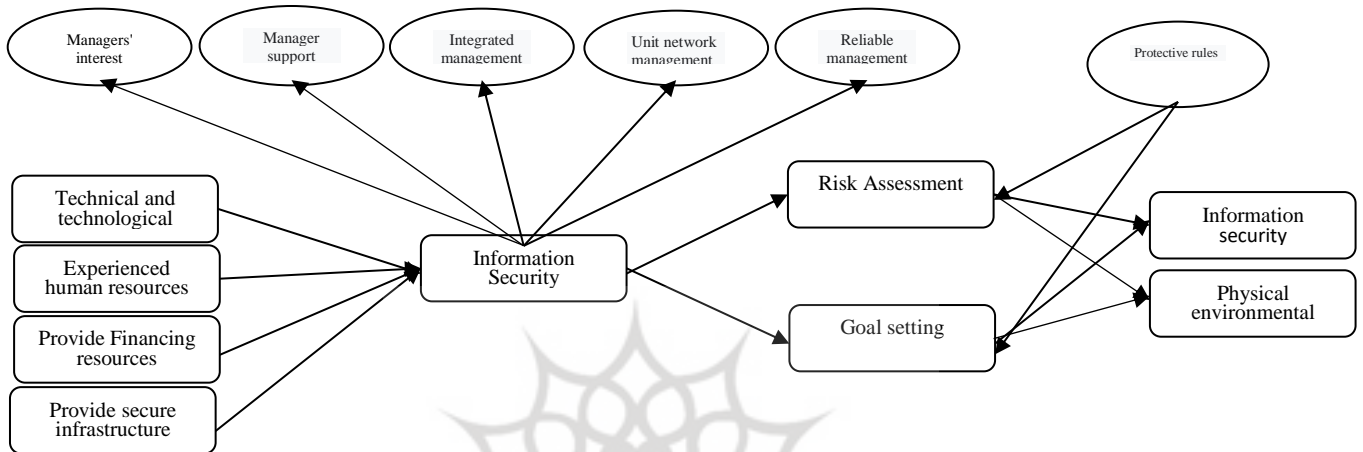 Managers'
interest
Manager
support
Integrated
management
Unit network
management
Reliable
management
Protective rules
Technical and
technological
Experienced
human resources
Provide Financing
resources
Provide secure
infrastructure
Information
Security
Risk Assessment
Goal setting
Information
security
Physical
environmental